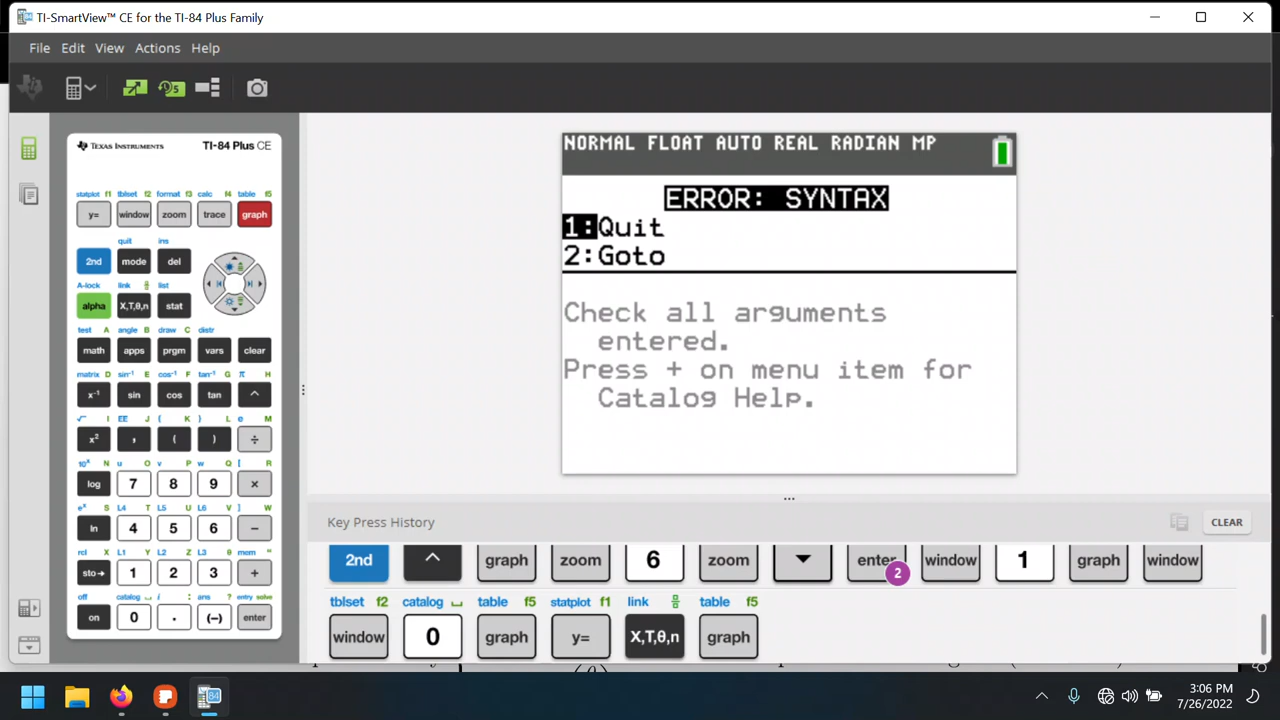 TI-SmartView™ CE for the TI-84 Plus Family
File Edit View Actions Help
TEXAS INSTRUMENTS TI-84 Plus CE
statplot f1 tblset f2 format f3 calc f4 table f5
y= window zoom trace graph
quit ins
2nd mode del
A-lock link list
alpha X,T,θ,n stat
test A angle B draw C distr
math apps prgm vars clear
matrix D sin⁻¹ E cos⁻¹ F tan⁻¹ G π H
x⁻¹ sin cos tan ^
√ I EE J { K } L e M
x² , ( ) ÷
10ˣ N u O v P w Q [ R
log 7 8 9 ×
eˣ S L4 T L5 U L6 V ] W
ln 4 5 6 −
rcl X L1 Y L2 Z L3 θ mem "
sto→ 1 2 3 +
off catalog ⎵ i : ans ? entry solve
on 0 . (−) enter
NORMAL FLOAT AUTO REAL RADIAN MP
ERROR: SYNTAX
1:Quit
2:Goto
Check all arguments
entered.
Press + on menu item for
Catalog Help.
Key Press History
CLEAR
2nd ^ graph zoom 6 zoom enter 2 window 1 graph window
tblset f2 catalog ⎵ table f5 statplot f1 link table f5
window 0 graph y= X,T,θ,n graph
3:06 PM
7/26/2022